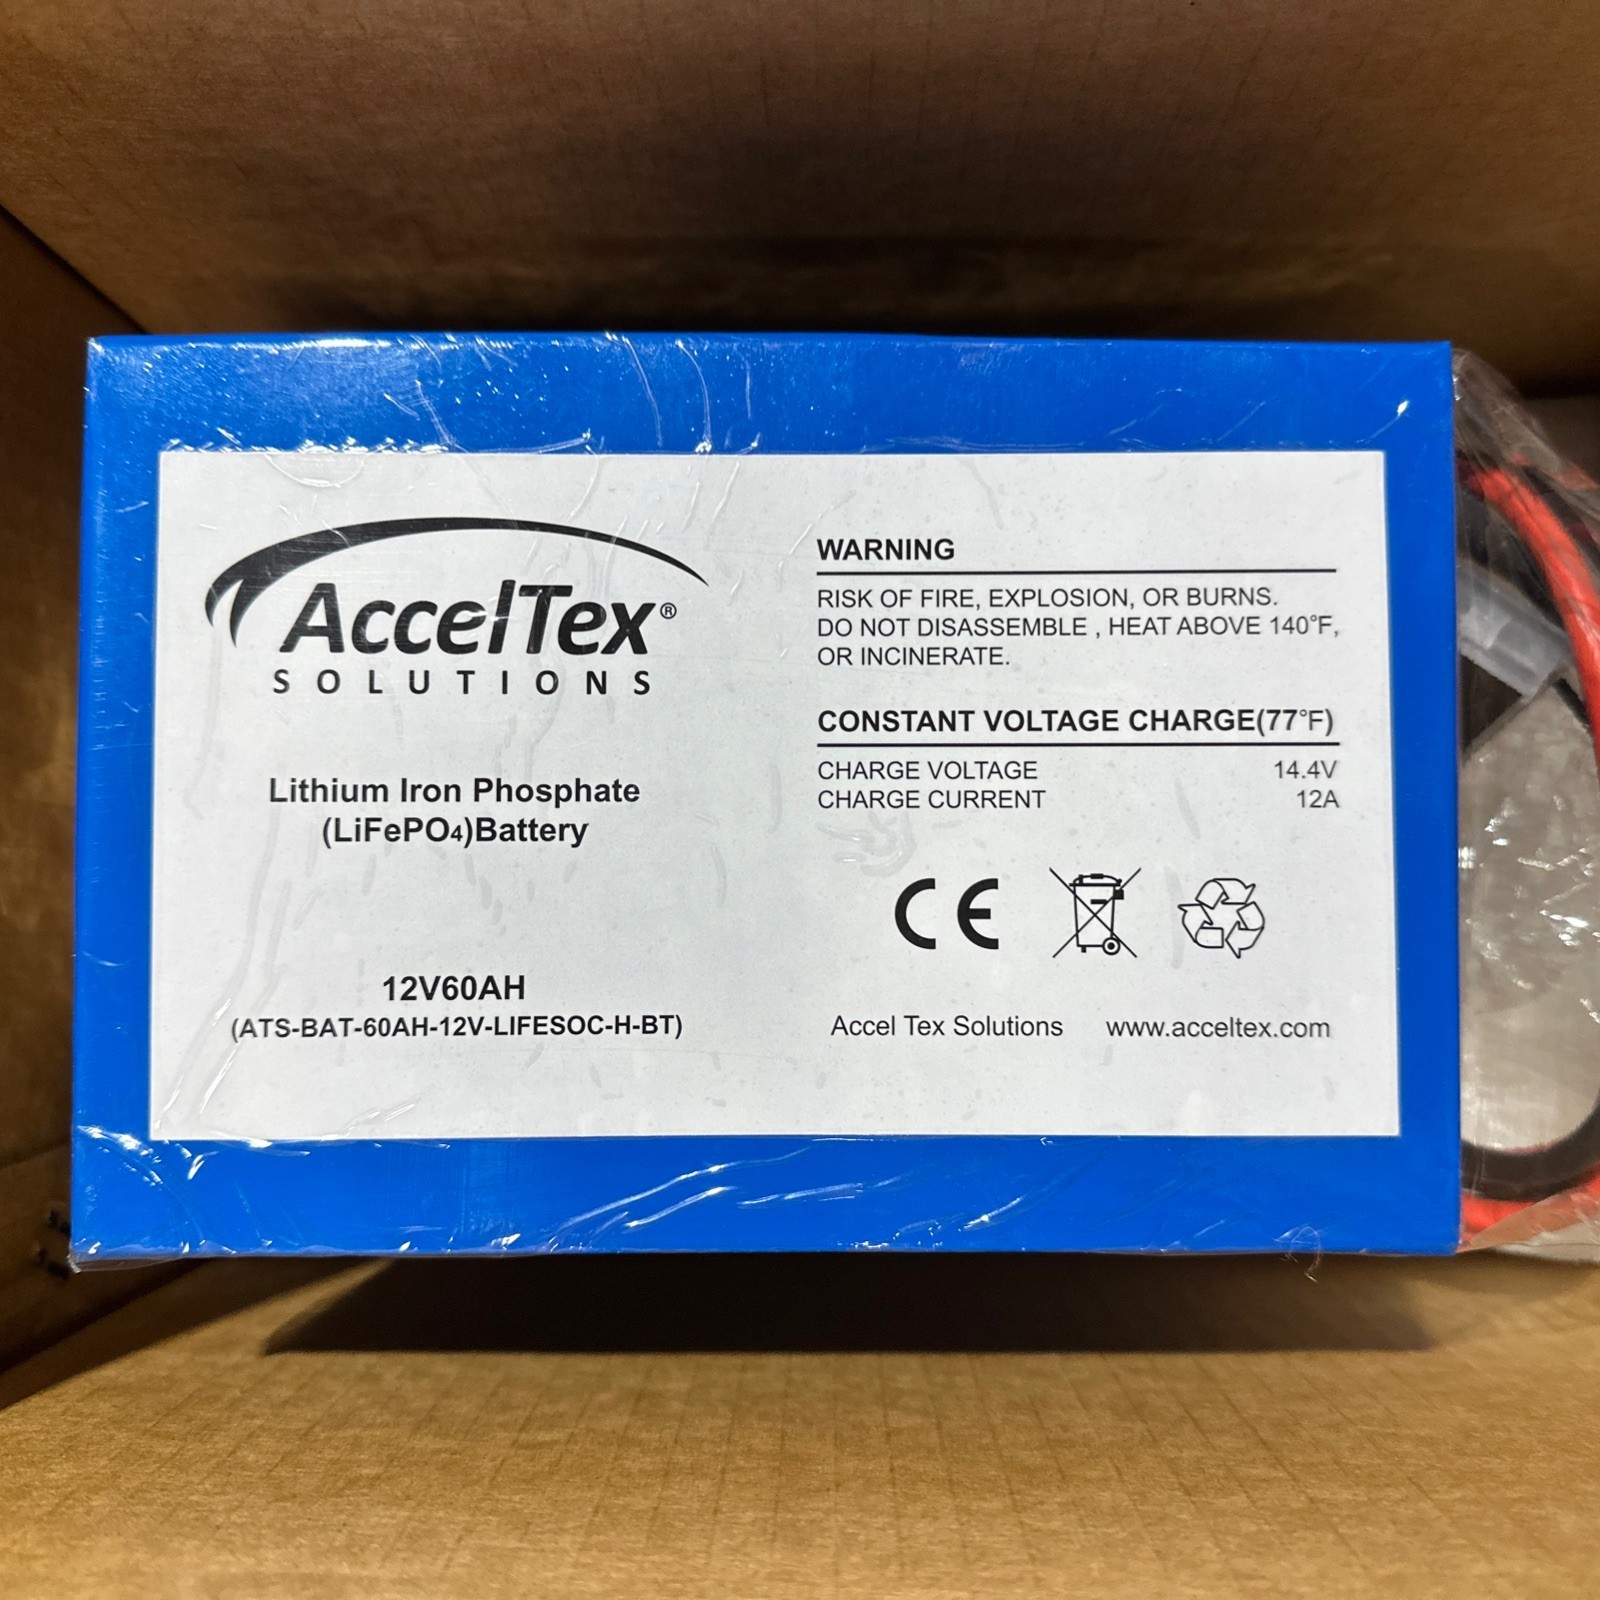 AccelTex®
SOLUTIONS
Lithium Iron Phosphate
(LiFePO4)Battery
12V60AH
(ATS-BAT-60AH-12V-LIFESOC-H-BT)
WARNING
RISK OF FIRE, EXPLOSION, OR BURNS.
DO NOT DISASSEMBLE , HEAT ABOVE 140°F,
OR INCINERATE.
CONSTANT VOLTAGE CHARGE(77°F)
CHARGE VOLTAGE 14.4V
CHARGE CURRENT 12A
CE
Accel Tex Solutions www.acceltex.com